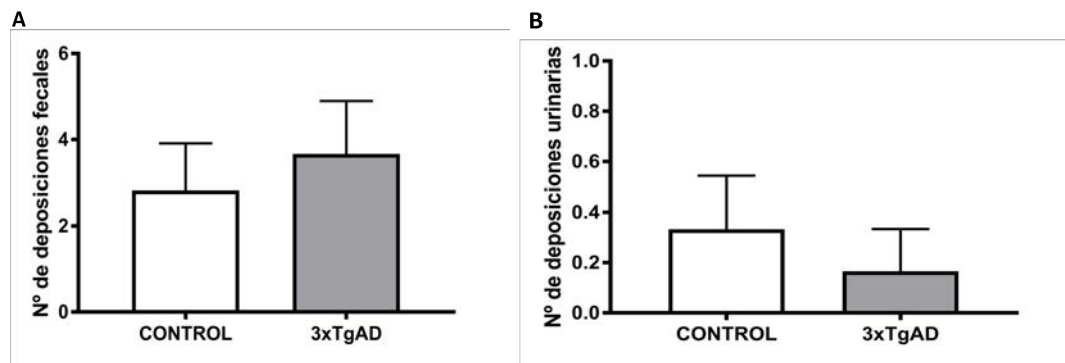 A
Nº de deposiciones fecales
6
4
2
0
CONTROL
3xTgAD
B
Nº de deposiciones urinarias
1.0
0.8
0.6
0.4
0.2
0.0
CONTROL
3xTgAD